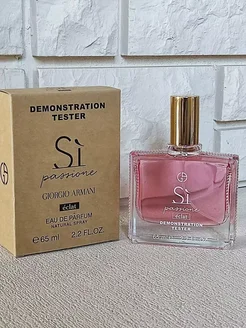 DEMONSTRATION
TESTER
Sì
passione
GIORGIO ARMANI
éclat
EAU DE PARFUM
NATURAL SPRAY
℮65 ml 2.2 FL.OZ.
Sì
passione
éclat
DEMONSTRATION
TESTER